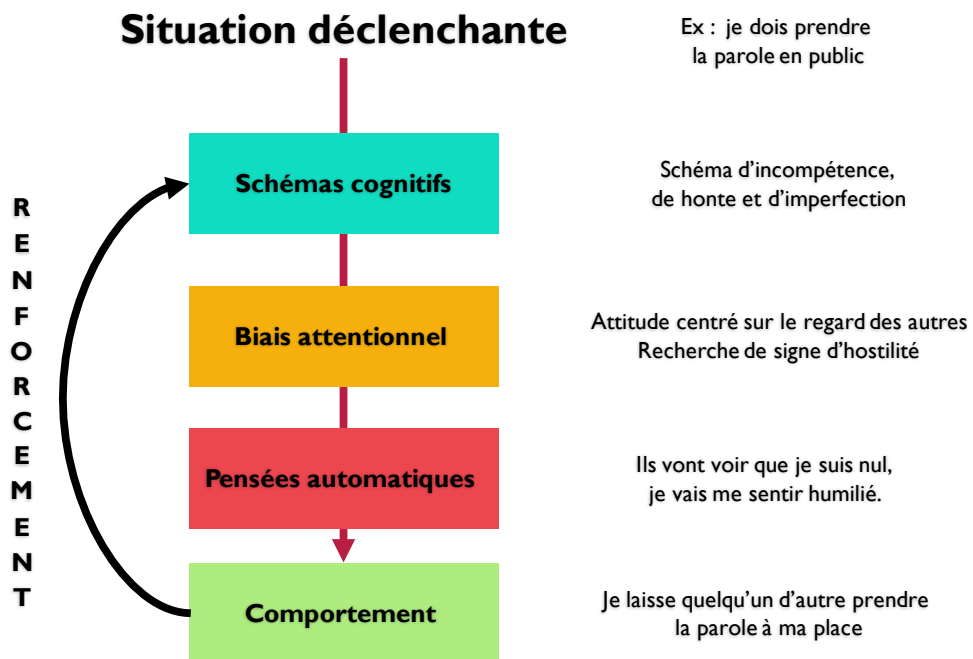 Situation déclenchante
Ex : je dois prendre
la parole en public
Schémas cognitifs
Schéma d'incompétence,
de honte et d'imperfection
RENFORCEMENT
Biais attentionnel
Attitude centré sur le regard des autres
Recherche de signe d'hostilité
Pensées automatiques
Ils vont voir que je suis nul,
je vais me sentir humilié.
Comportement
Je laisse quelqu'un d'autre prendre
la parole à ma place